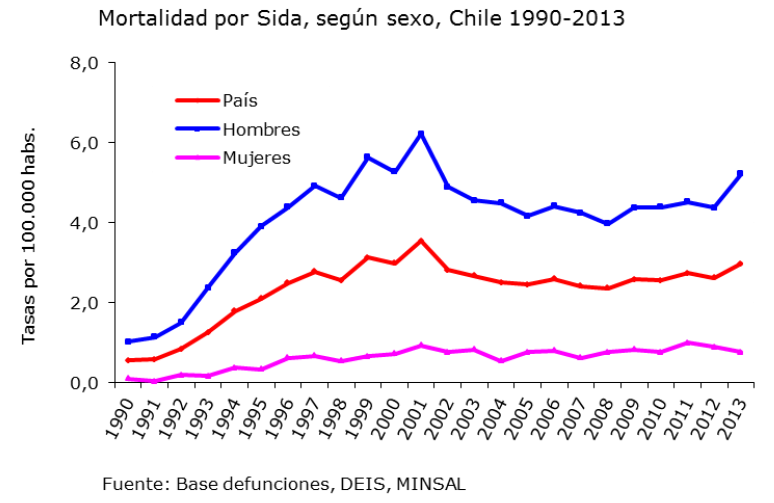 Mortalidad por Sida, según sexo, Chile 1990-2013
8,0
6,0
4,0
2,0
0,0
Tasas por 100.000 habs.
País
Hombres
Mujeres
1990 1991 1992 1993 1994 1995 1996 1997 1998 1999 2000 2001 2002 2003 2004 2005 2006 2007 2008 2009 2010 2011 2012 2013
Fuente: Base defunciones, DEIS, MINSAL